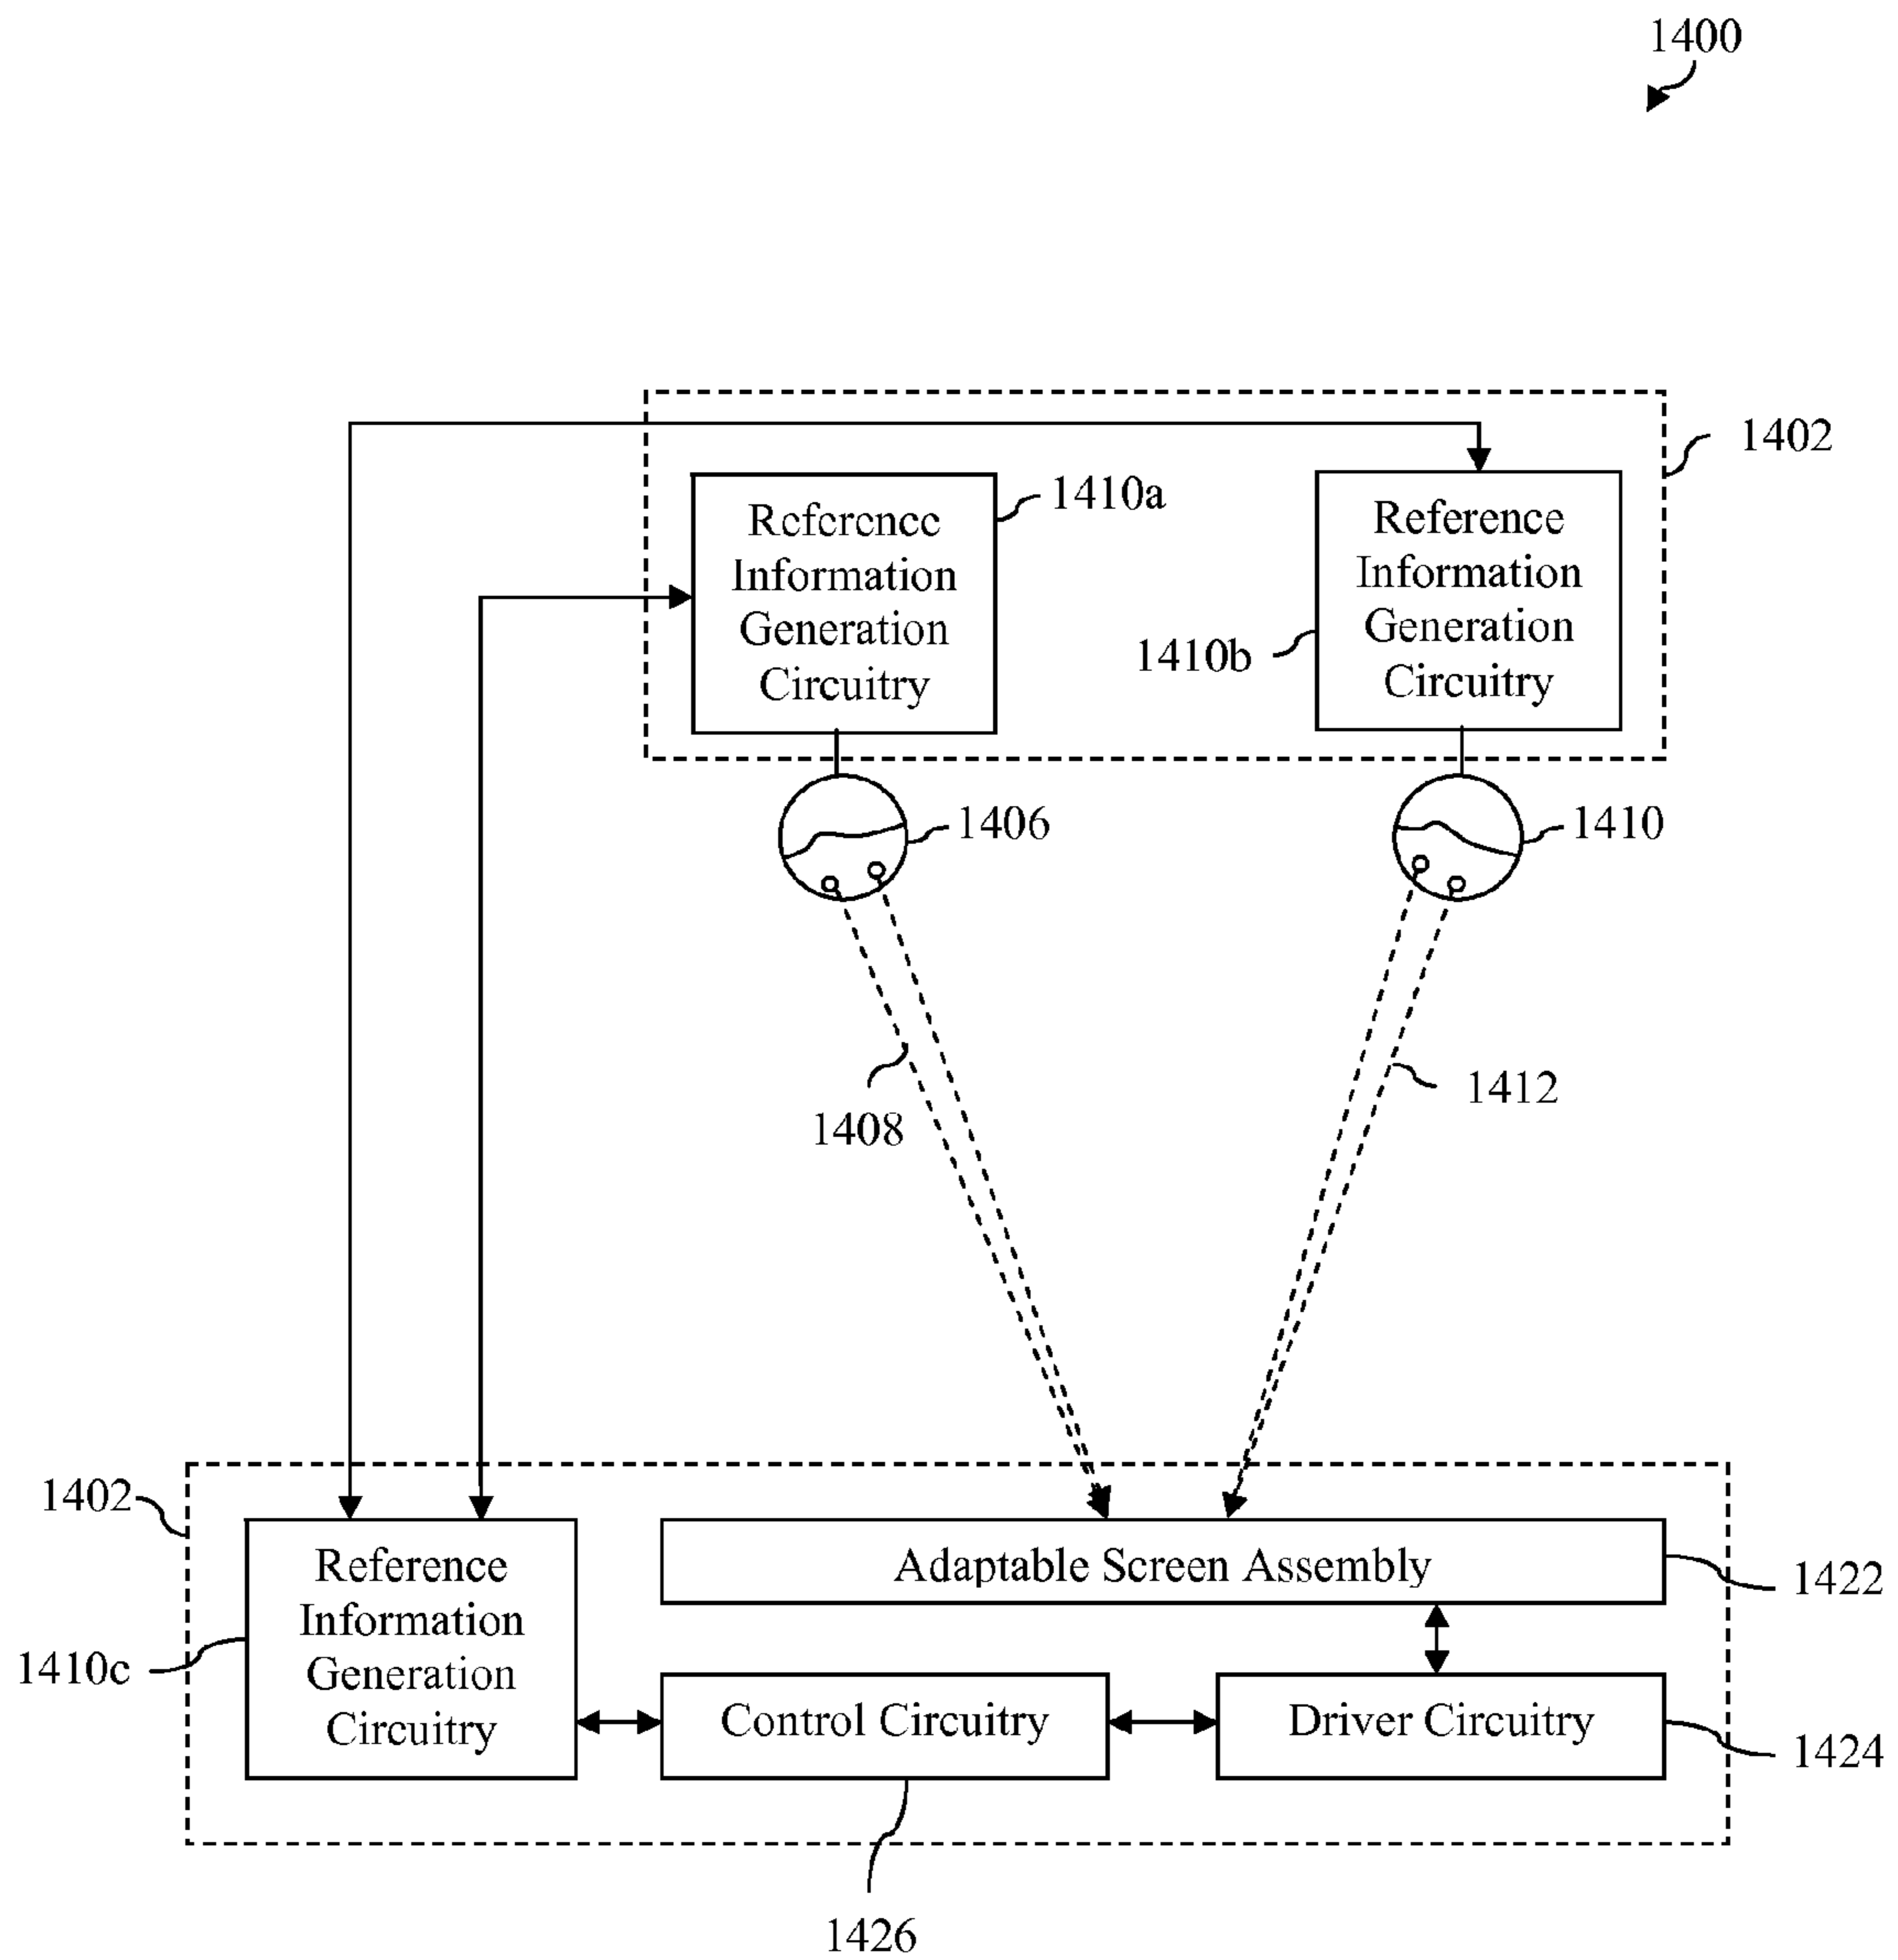 1400
1402
1410a
Reference
Information
Generation
Circuitry
Reference
Information
Generation
Circuitry
1410b
1406
1410
1408
1412
1402
Reference
Information
Generation
Circuitry
1410c
Adaptable Screen Assembly
1422
Control Circuitry
Driver Circuitry
1424
1426